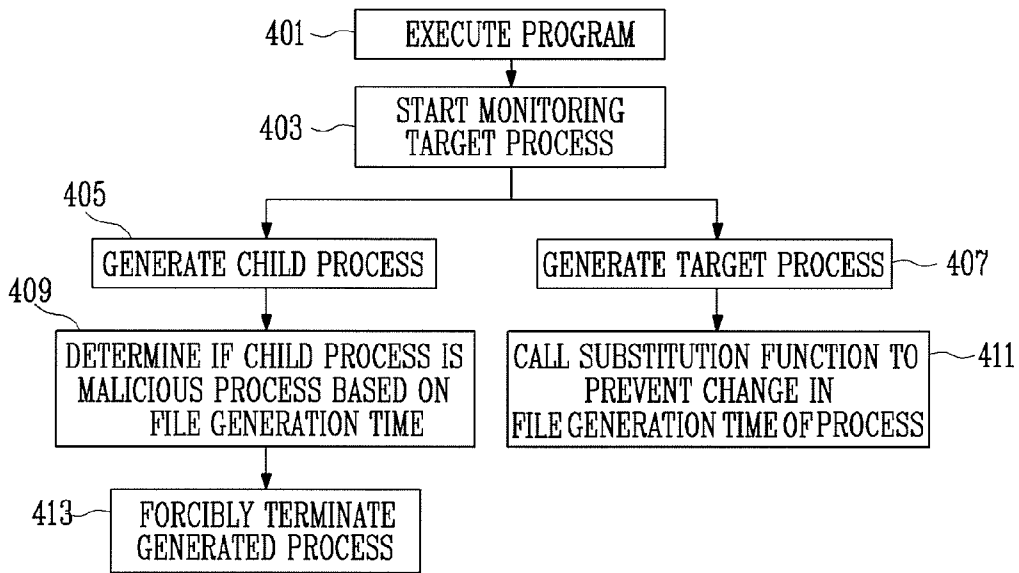 401
EXECUTE PROGRAM
403
START MONITORING
TARGET PROCESS
405
GENERATE CHILD PROCESS
GENERATE TARGET PROCESS
407
409
DETERMINE IF CHILD PROCESS IS
MALICIOUS PROCESS BASED ON
FILE GENERATION TIME
CALL SUBSTITUTION FUNCTION TO
PREVENT CHANGE IN
FILE GENERATION TIME OF PROCESS
411
413
FORCIBLY TERMINATE
GENERATED PROCESS